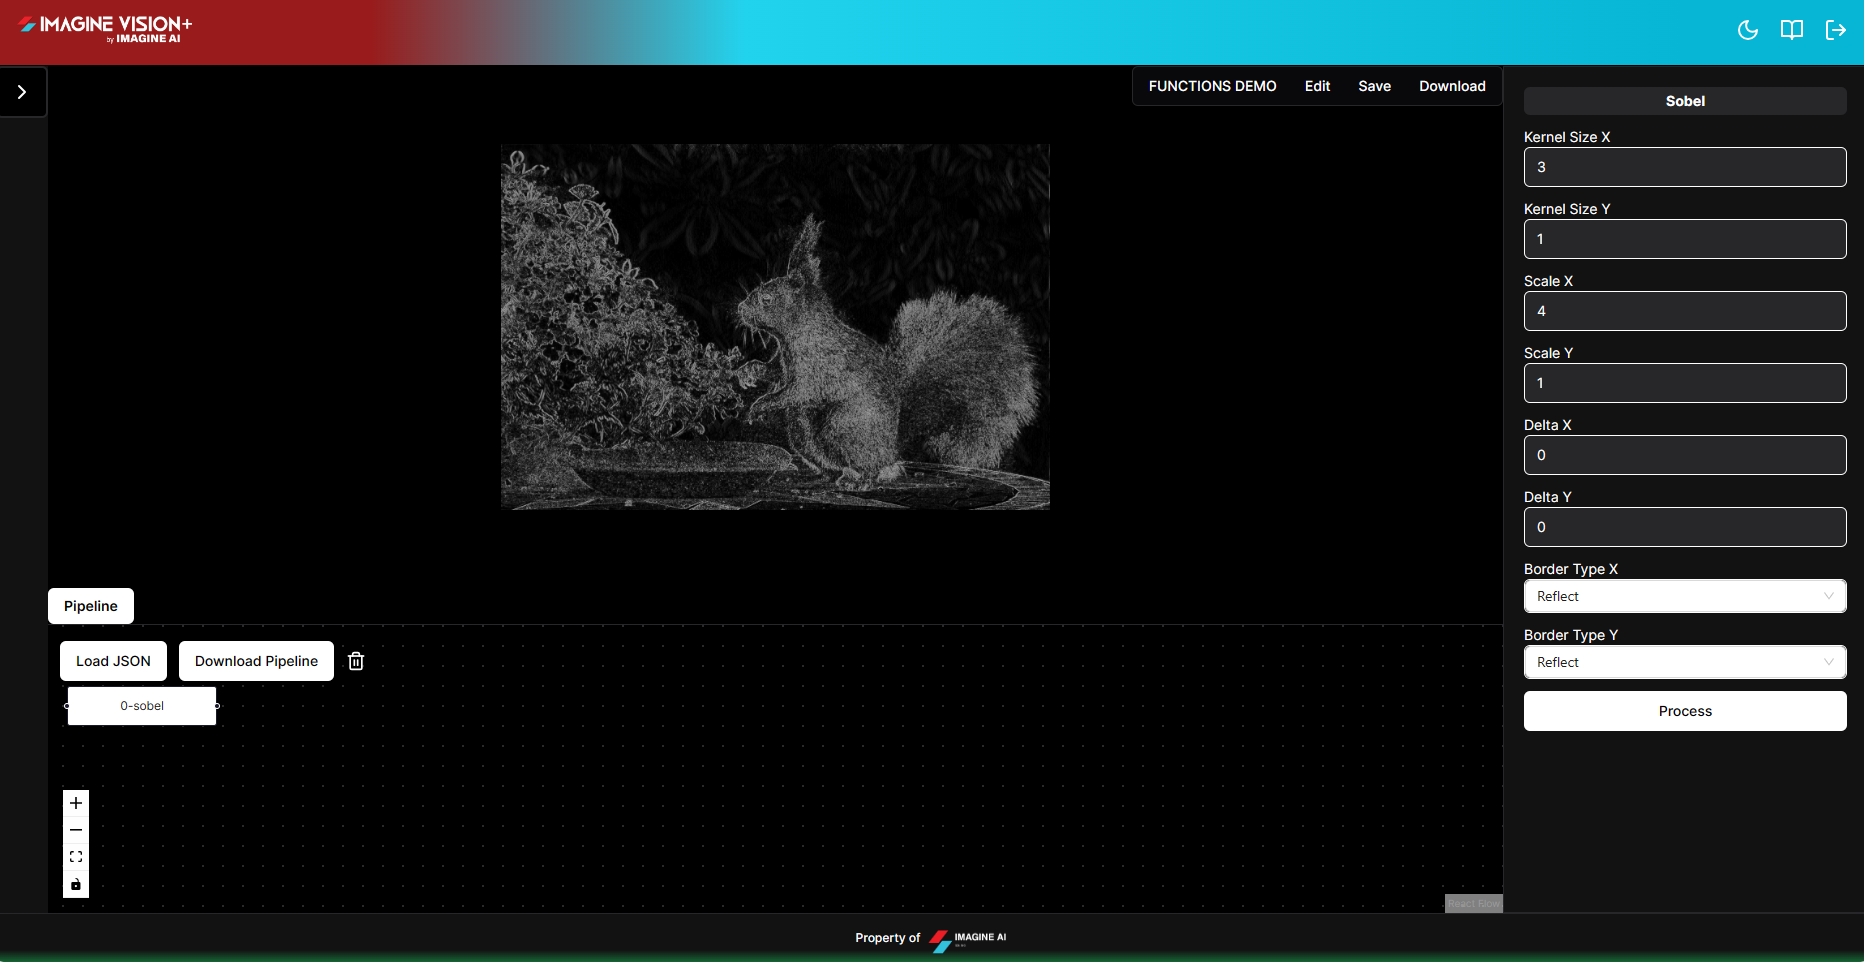 IMAGINE VISION+
by IMAGINE AI
FUNCTIONS DEMO Edit Save Download
Sobel
Kernel Size X
3
Kernel Size Y
1
Scale X
4
Scale Y
1
Delta X
0
Delta Y
0
Border Type X
Reflect
Border Type Y
Reflect
Process
Pipeline
Load JSON Download Pipeline
0-sobel
React Flow
Property of IMAGINE AI